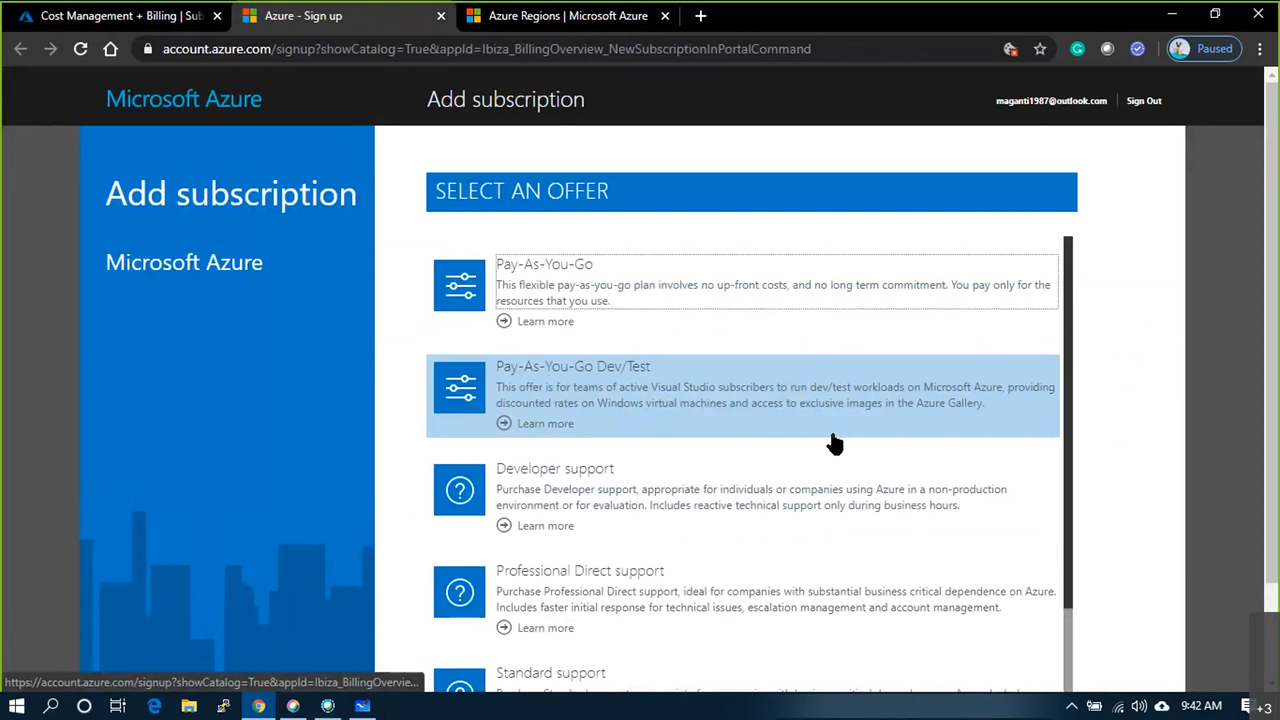 Cost Management + Billing | Sub
Azure - Sign up
Azure Regions | Microsoft Azure
account.azure.com/signup?showCatalog=True&appId=Ibiza_BillingOverview_NewSubscriptionInPortalCommand
Paused
Microsoft Azure
Add subscription
maganti1987@outlook.com
Sign Out
Add subscription
Microsoft Azure
SELECT AN OFFER
Pay-As-You-Go
This flexible pay-as-you-go plan involves no up-front costs, and no long term commitment. You pay only for the
resources that you use.
Learn more
Pay-As-You-Go Dev/Test
This offer is for teams of active Visual Studio subscribers to run dev/test workloads on Microsoft Azure, providing
discounted rates on Windows virtual machines and access to exclusive images in the Azure Gallery.
Learn more
Developer support
Purchase Developer support, appropriate for individuals or companies using Azure in a non-production
environment or for evaluation. Includes reactive technical support only during business hours.
Learn more
Professional Direct support
Purchase Professional Direct support, ideal for companies with substantial business critical dependence on Azure.
Includes faster initial response for technical issues, escalation management and account management.
Learn more
Standard support
https://account.azure.com/signup?showCatalog=True&appId=Ibiza_BillingOvervie...
9:42 AM
+3